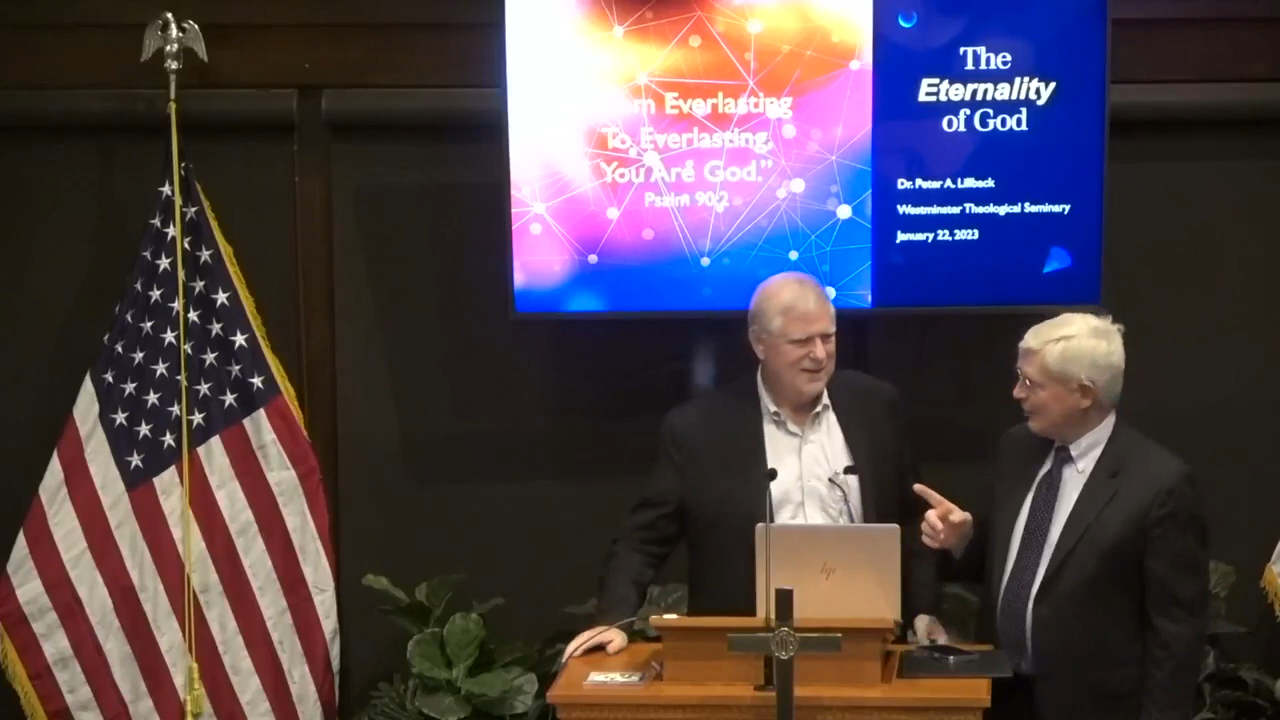 Everlasting
To Everlasting,
You Are God."
Psalm 90:2
The
Eternality
of God
Dr. Peter A. Lillback
Westminster Theological Seminary
January 22, 2023
hp